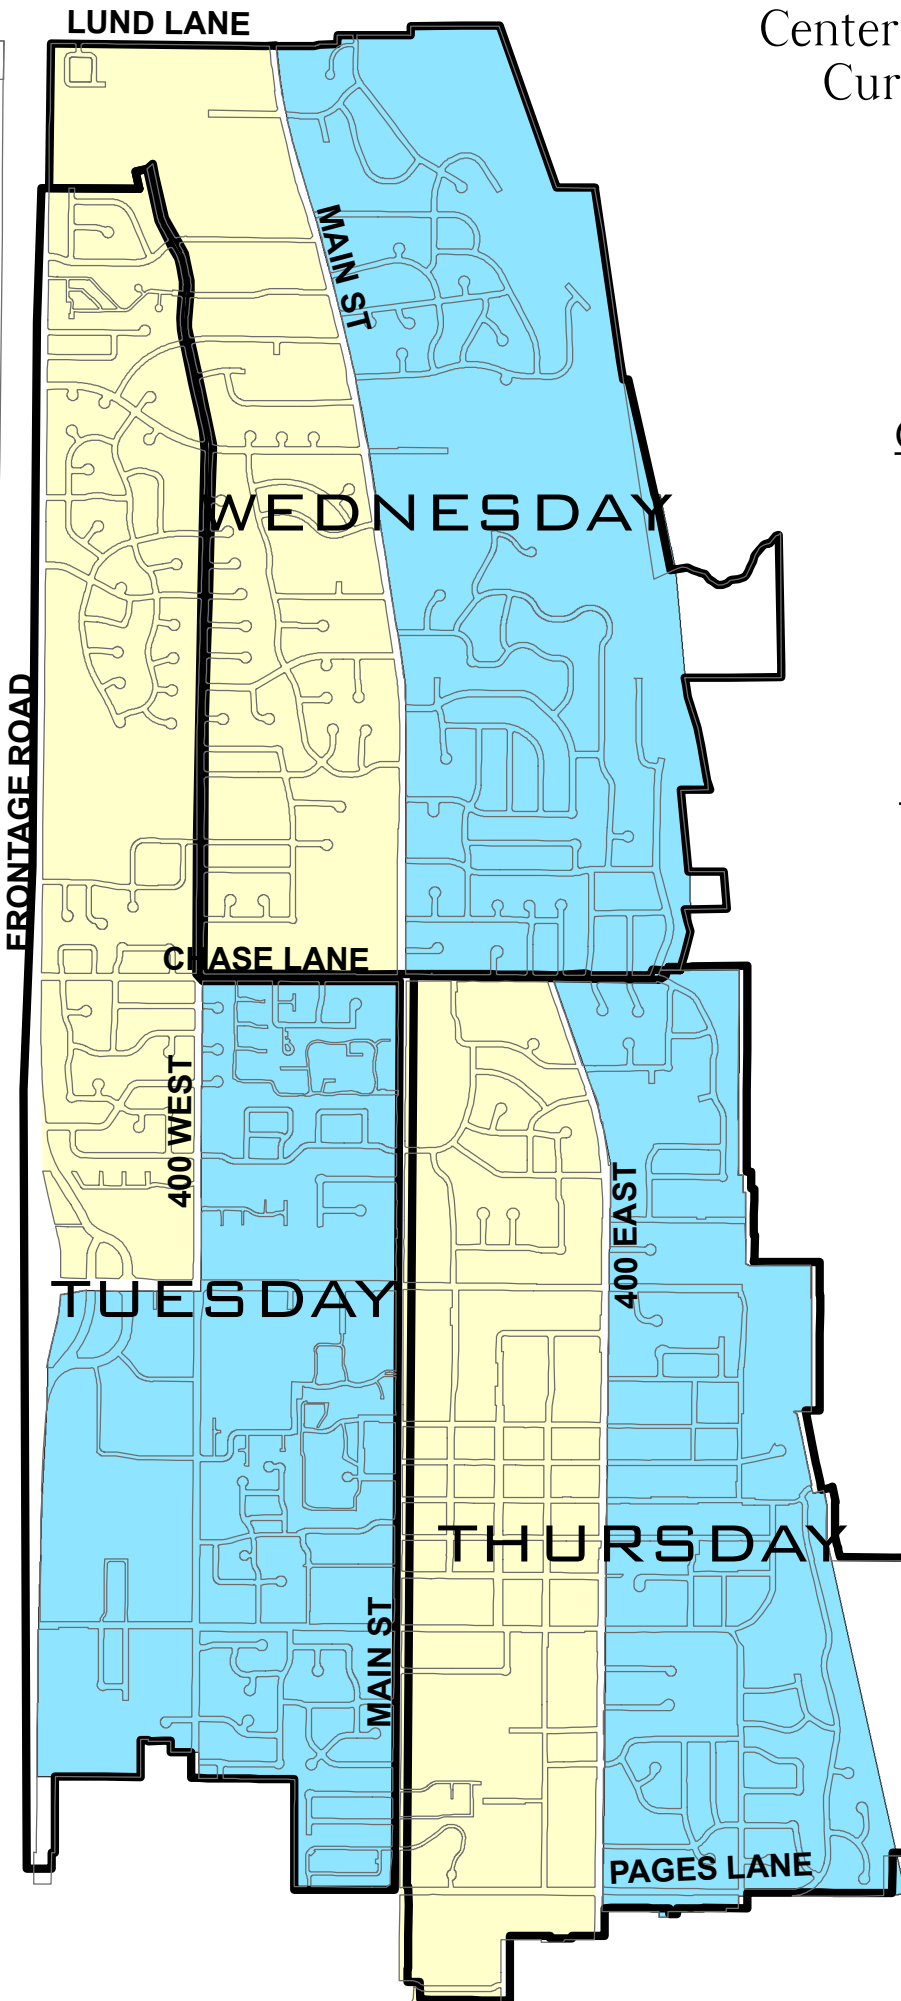 LUND LANE
Center
Cur
MAIN ST
WEDNESDAY
FRONTAGE ROAD
CHASE LANE
400 WEST
400 EAST
TUESDAY
THURSDAY
MAIN ST
PAGES LANE